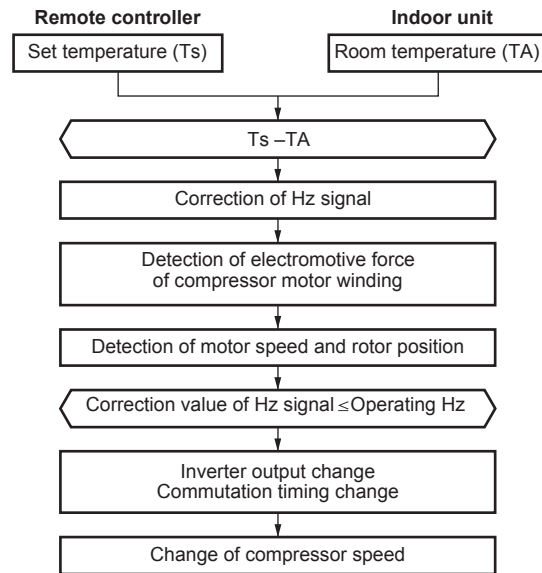 Remote controller
Indoor unit
Set temperature (Ts)
Room temperature (TA)
Ts –TA
Correction of Hz signal
Detection of electromotive force
of compressor motor winding
Detection of motor speed and rotor position
Correction value of Hz signal ≤Operating Hz
Inverter output change
Commutation timing change
Change of compressor speed